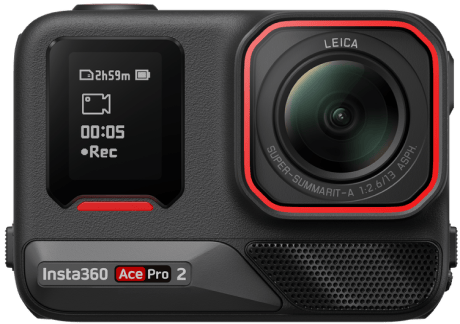 2h59m
00:05
●Rec
LEICA
SUPER-SUMMARIT-A 1:2.6/13 ASPH.
Insta360 Ace Pro 2